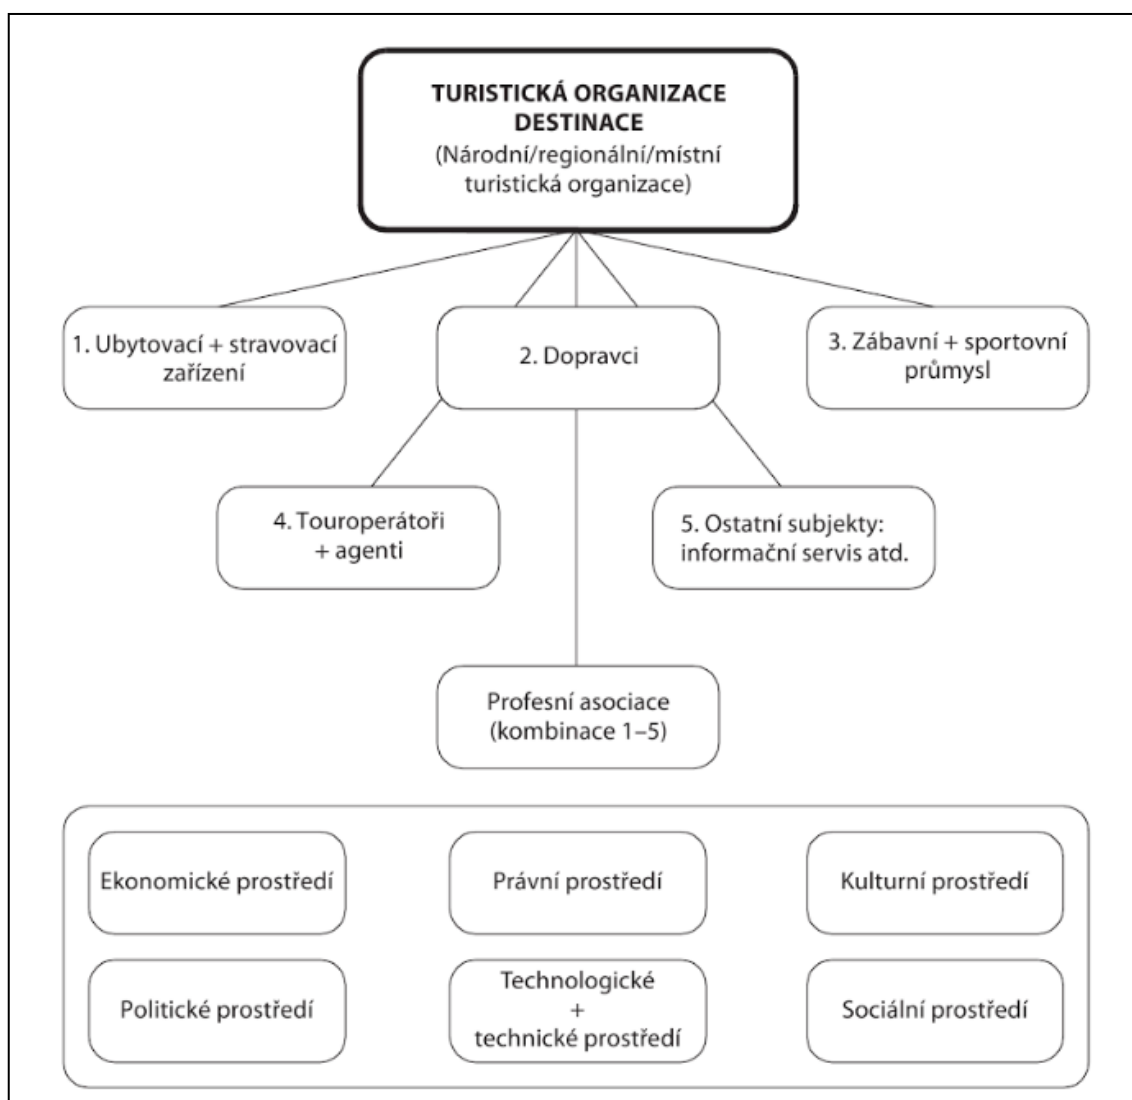 TURISTICKÁ ORGANIZACE
DESTINACE
(Národní/regionální/místní
turistická organizace)
1. Ubytovací + stravovací
zařízení
2. Dopravci
3. Zábavní + sportovní
průmysl
4. Touroperátoři
+ agenti
5. Ostatní subjekty:
informační servis atd.
Profesní asociace
(kombinace 1–5)
Ekonomické prostředí
Právní prostředí
Kulturní prostředí
Politické prostředí
Technologické
+
technické prostředí
Sociální prostředí